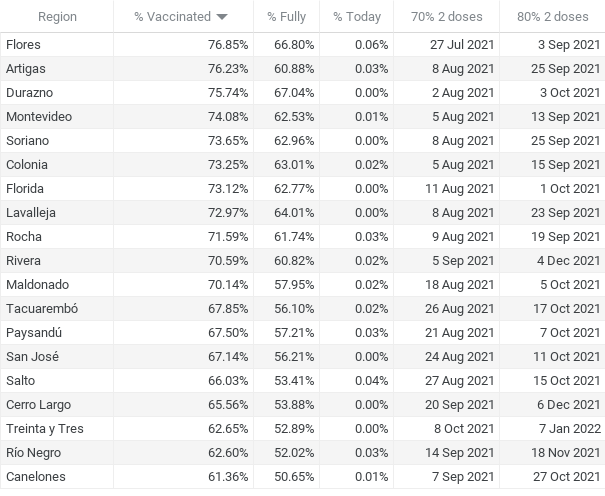 Region % Vaccinated % Fully % Today 70% 2 doses 80% 2 doses
Flores 76.85% 66.80% 0.06% 27 Jul 2021 3 Sep 2021
Artigas 76.23% 60.88% 0.03% 8 Aug 2021 25 Sep 2021
Durazno 75.74% 67.04% 0.00% 2 Aug 2021 3 Oct 2021
Montevideo 74.08% 62.53% 0.01% 5 Aug 2021 13 Sep 2021
Soriano 73.65% 62.96% 0.00% 8 Aug 2021 25 Sep 2021
Colonia 73.25% 63.01% 0.02% 5 Aug 2021 15 Sep 2021
Florida 73.12% 62.77% 0.00% 11 Aug 2021 1 Oct 2021
Lavalleja 72.97% 64.01% 0.00% 8 Aug 2021 23 Sep 2021
Rocha 71.59% 61.74% 0.03% 9 Aug 2021 19 Sep 2021
Rivera 70.59% 60.82% 0.02% 5 Sep 2021 4 Dec 2021
Maldonado 70.14% 57.95% 0.02% 18 Aug 2021 5 Oct 2021
Tacuarembó 67.85% 56.10% 0.02% 26 Aug 2021 17 Oct 2021
Paysandú 67.50% 57.21% 0.03% 21 Aug 2021 7 Oct 2021
San José 67.14% 56.21% 0.00% 24 Aug 2021 11 Oct 2021
Salto 66.03% 53.41% 0.04% 27 Aug 2021 15 Oct 2021
Cerro Largo 65.56% 53.88% 0.00% 20 Sep 2021 6 Dec 2021
Treinta y Tres 62.65% 52.89% 0.00% 8 Oct 2021 7 Jan 2022
Río Negro 62.60% 52.02% 0.03% 14 Sep 2021 18 Nov 2021
Canelones 61.36% 50.65% 0.01% 7 Sep 2021 27 Oct 2021